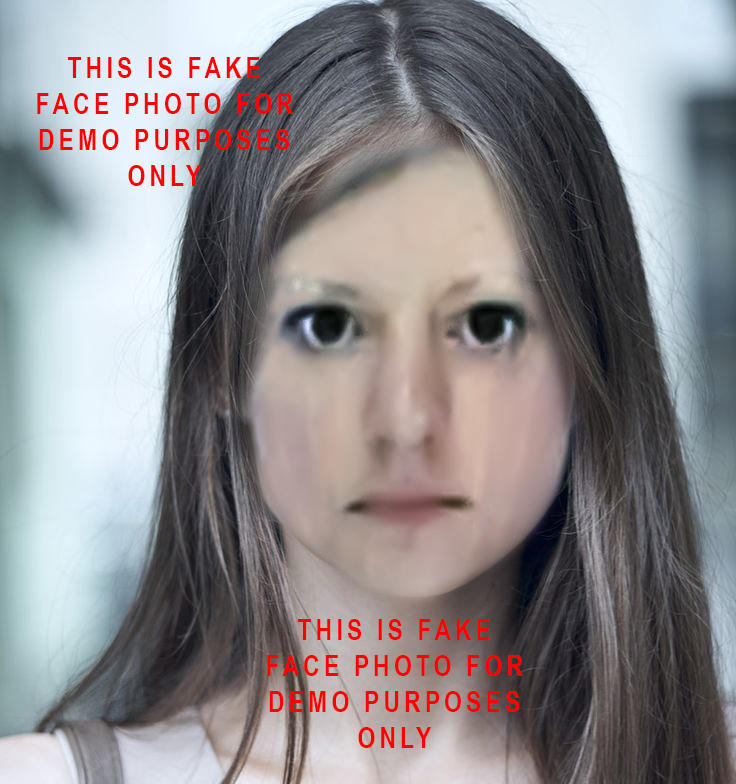 THIS IS FAKE
FACE PHOTO FOR
DEMO PURPOSES
ONLY
THIS IS FAKE
FACE PHOTO FOR
DEMO PURPOSES
ONLY